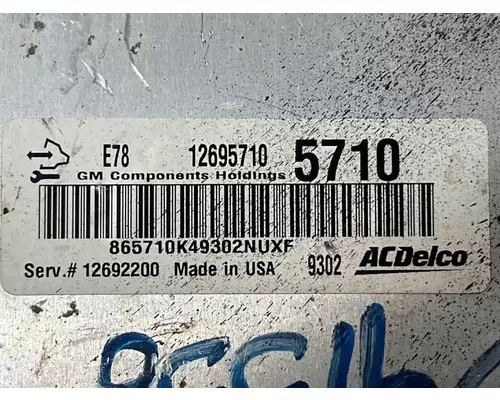 E78 12695710 5710
GM Components Holdings
865710K49302NUXF
Serv.# 12692200 Made in USA 9302 ACDelco